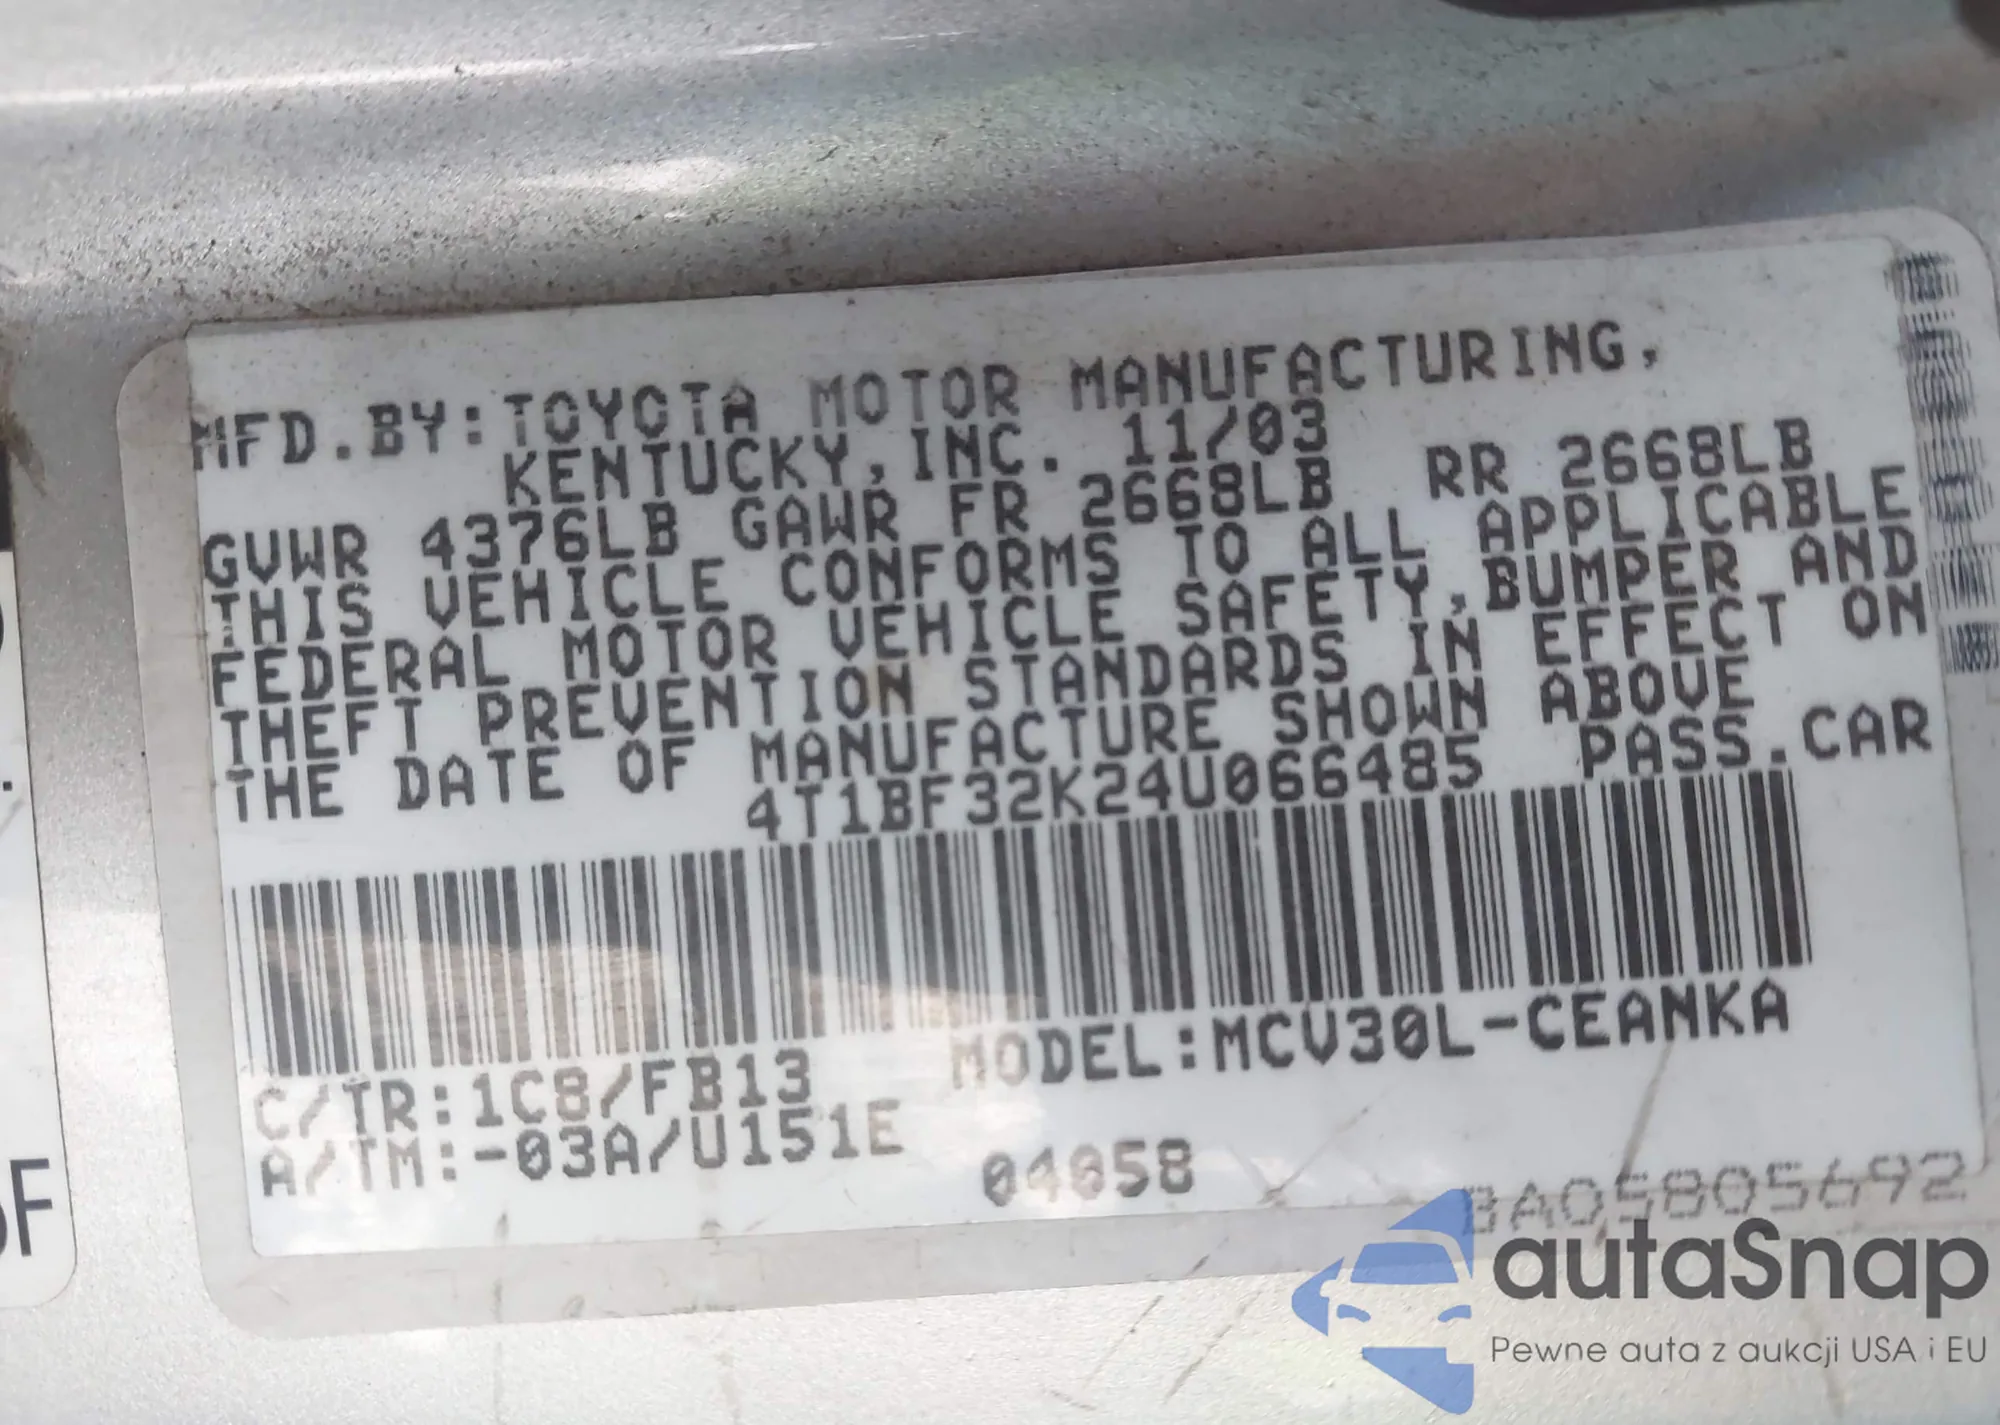 MFD.BY:TOYOTA MOTOR MANUFACTURING,
KENTUCKY,INC. 11/03
GVWR 4376LB GAWR FR 2668LB RR 2668LB
THIS VEHICLE CONFORMS TO ALL APPLICABLE
FEDERAL MOTOR VEHICLE SAFETY,BUMPER AND
THEFT PREVENTION STANDARDS IN EFFECT ON
THE DATE OF MANUFACTURE SHOWN ABOVE
4T1BF32K24U066485 PASS.CAR
C/TR:1C8/FB13 MODEL:MCV30L-CEANKA
A/TM:-03A/U151E
04058
BA05805692
autaSnap
Pewne auta z aukcji USA i EU